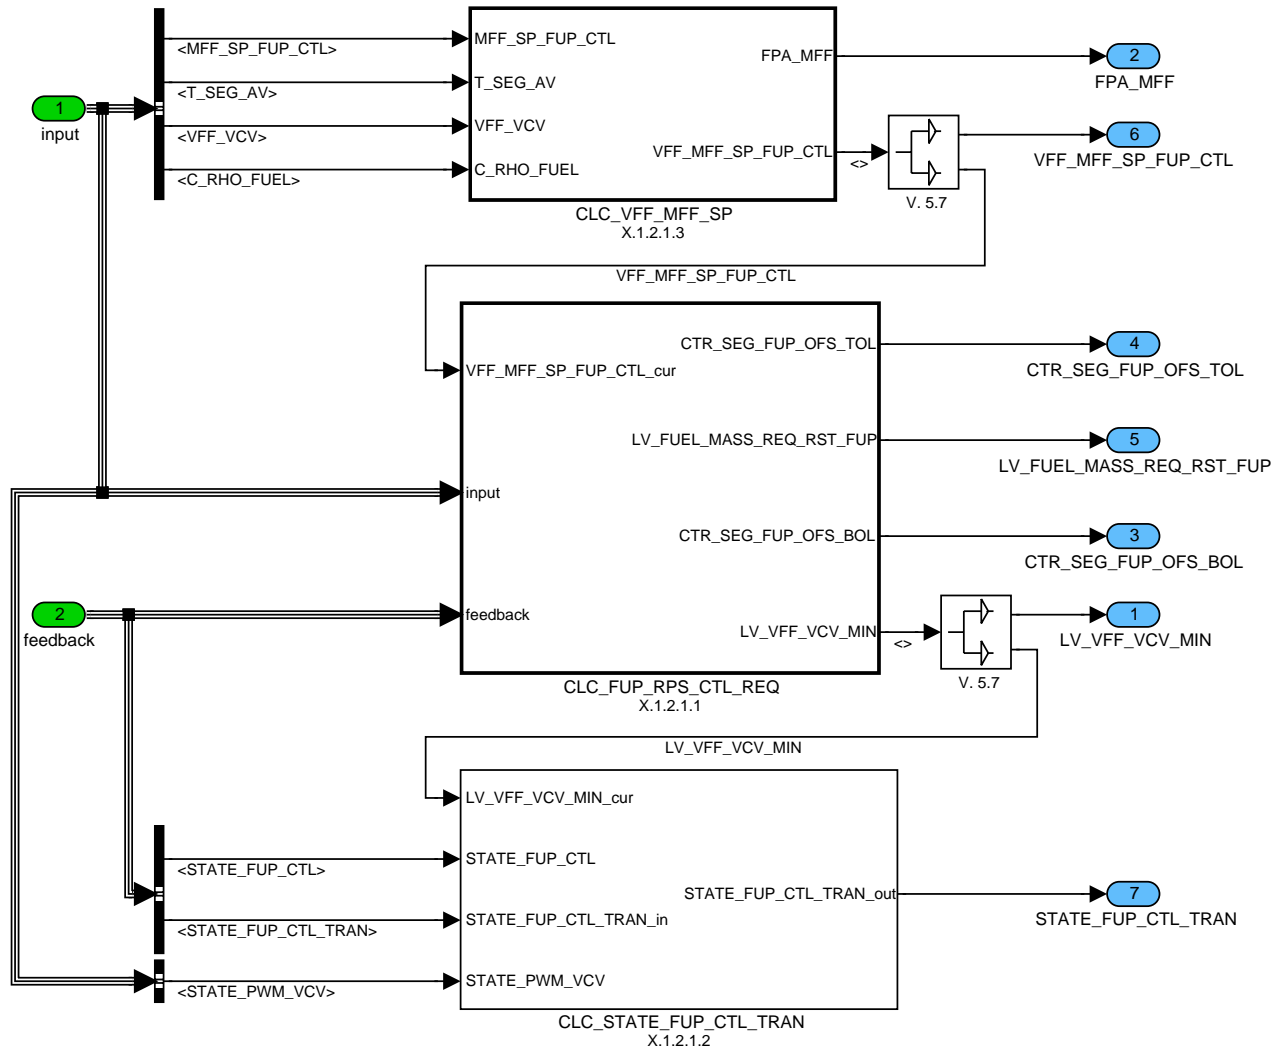 1
input
<MFF_SP_FUP_CTL>
<T_SEG_AV>
<VFF_VCV>
<C_RHO_FUEL>
MFF_SP_FUP_CTL
T_SEG_AV
VFF_VCV
C_RHO_FUEL
FPA_MFF
VFF_MFF_SP_FUP_CTL
CLC_VFF_MFF_SP
X.1.2.1.3
<>
V. 5.7
2
FPA_MFF
6
VFF_MFF_SP_FUP_CTL
VFF_MFF_SP_FUP_CTL
VFF_MFF_SP_FUP_CTL_cur
input
feedback
CTR_SEG_FUP_OFS_TOL
LV_FUEL_MASS_REQ_RST_FUP
CTR_SEG_FUP_OFS_BOL
LV_VFF_VCV_MIN
CLC_FUP_RPS_CTL_REQ
X.1.2.1.1
4
CTR_SEG_FUP_OFS_TOL
5
LV_FUEL_MASS_REQ_RST_FUP
3
CTR_SEG_FUP_OFS_BOL
<>
V. 5.7
1
LV_VFF_VCV_MIN
2
feedback
LV_VFF_VCV_MIN
<STATE_FUP_CTL>
<STATE_FUP_CTL_TRAN>
<STATE_PWM_VCV>
LV_VFF_VCV_MIN_cur
STATE_FUP_CTL
STATE_FUP_CTL_TRAN_in
STATE_PWM_VCV
STATE_FUP_CTL_TRAN_out
CLC_STATE_FUP_CTL_TRAN
X.1.2.1.2
7
STATE_FUP_CTL_TRAN